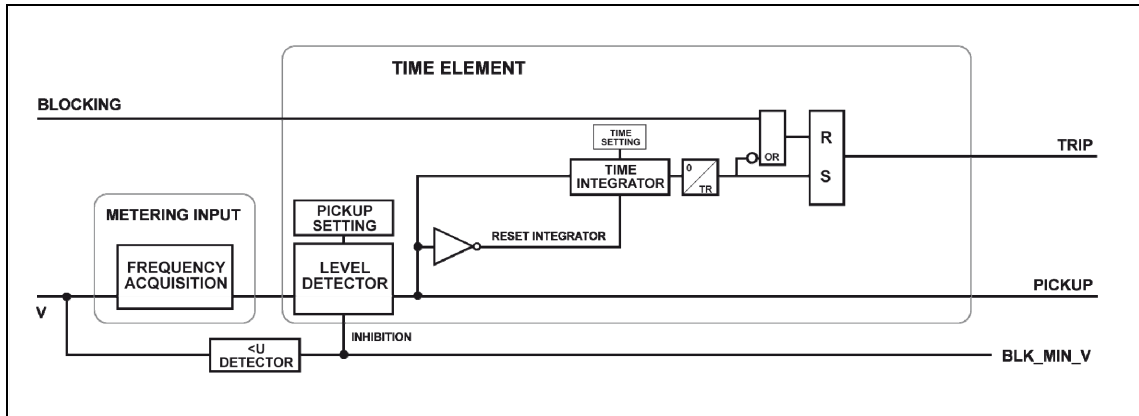 TIME ELEMENT
BLOCKING
TIME
SETTING
OR
R
S
TRIP
TIME
INTEGRATOR
0
TR
METERING INPUT
PICKUP
SETTING
RESET INTEGRATOR
FREQUENCY
ACQUISITION
LEVEL
DETECTOR
PICKUP
V
INHIBITION
<U
DETECTOR
BLK_MIN_V